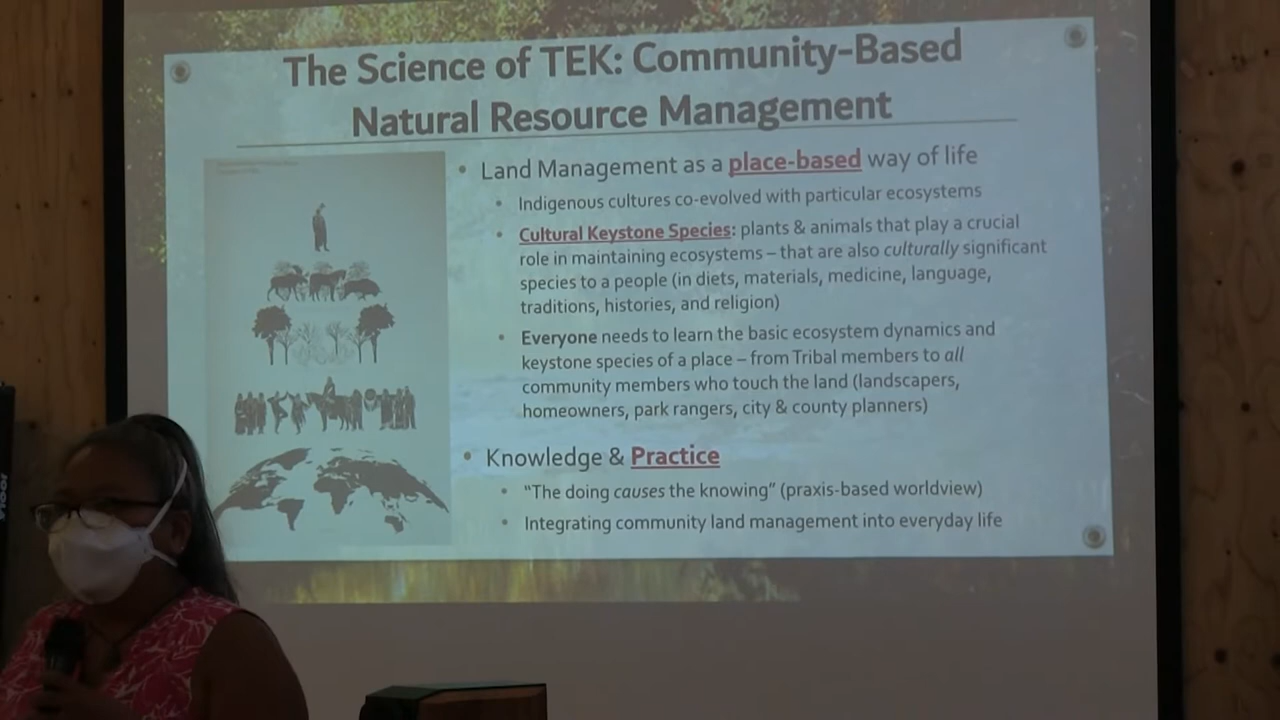 The Science of TEK: Community-Based
Natural Resource Management
• Land Management as a place-based way of life
• Indigenous cultures co-evolved with particular ecosystems
• Cultural Keystone Species: plants & animals that play a crucial
role in maintaining ecosystems – that are also culturally significant
species to a people (in diets, materials, medicine, language,
traditions, histories, and religion)
• Everyone needs to learn the basic ecosystem dynamics and
keystone species of a place – from Tribal members to all
community members who touch the land (landscapers,
homeowners, park rangers, city & county planners)
• Knowledge & Practice
• “The doing causes the knowing” (praxis-based worldview)
• Integrating community land management into everyday life